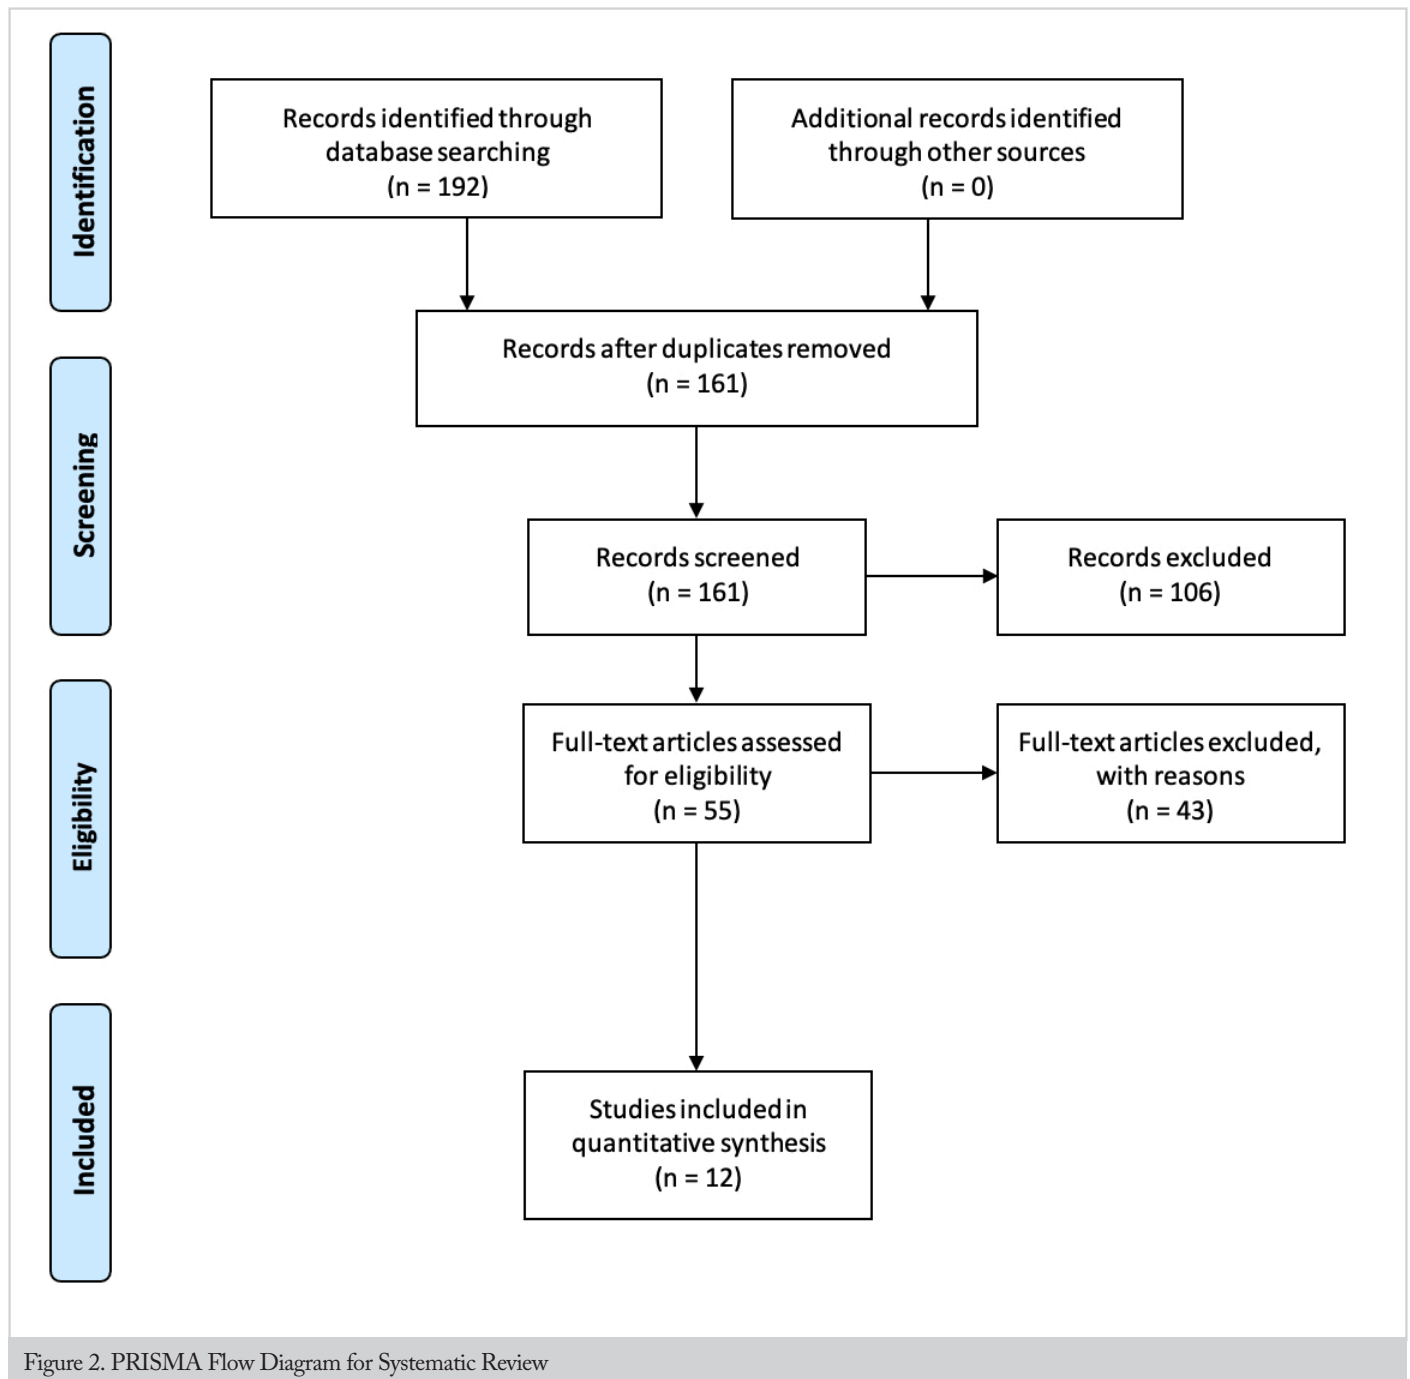 Identification
Records identified through
database searching
(n = 192)
Additional records identified
through other sources
(n = 0)
Records after duplicates removed
(n = 161)
Screening
Records screened
(n = 161)
Records excluded
(n = 106)
Eligibility
Full-text articles assessed
for eligibility
(n = 55)
Full-text articles excluded,
with reasons
(n = 43)
Included
Studies included in
quantitative synthesis
(n = 12)
Figure 2. PRISMA Flow Diagram for Systematic Review